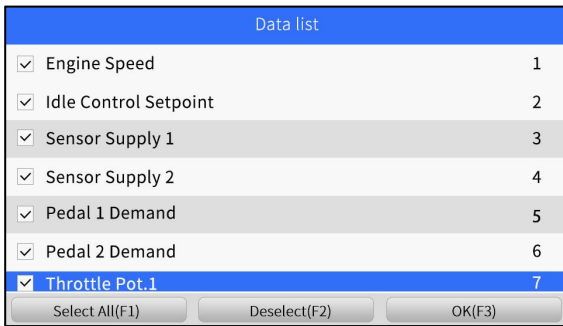 Data list
Engine Speed 1
Idle Control Setpoint 2
Sensor Supply 1 3
Sensor Supply 2 4
Pedal 1 Demand 5
Pedal 2 Demand 6
Throttle Pot.1 7
Select All(F1) Deselect(F2) OK(F3)